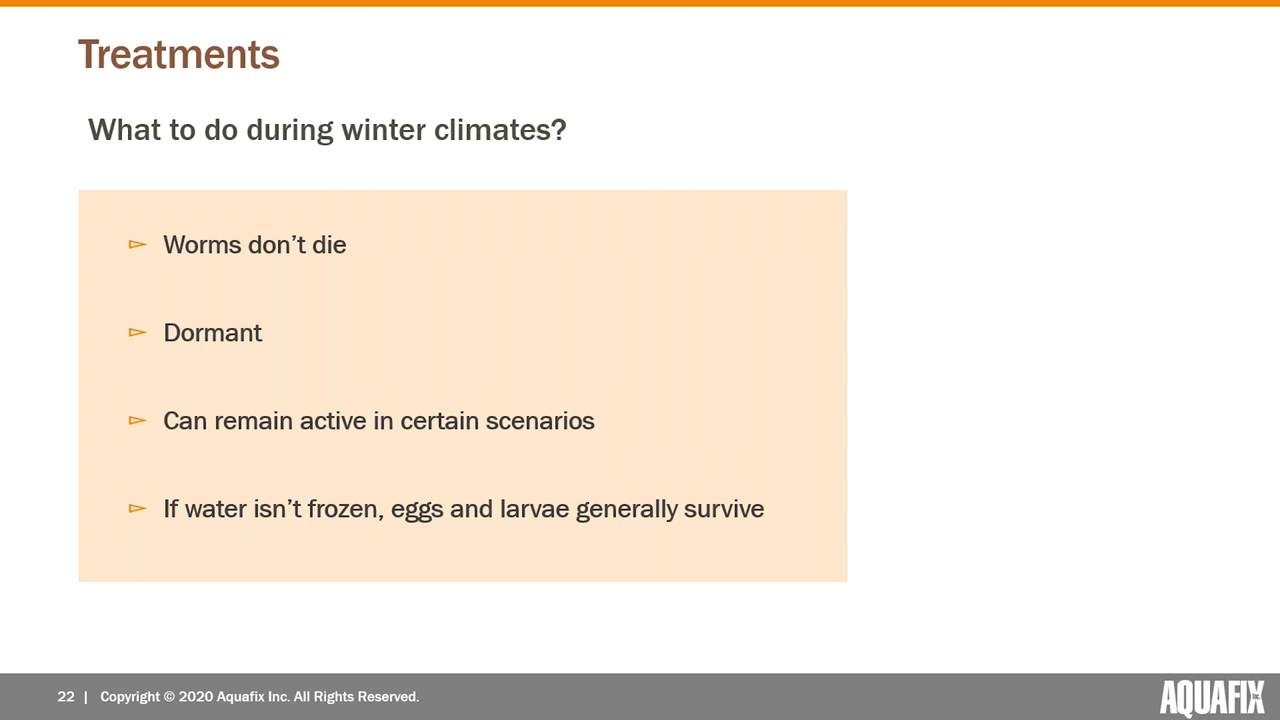 Treatments
What to do during winter climates?
▻ Worms don’t die
▻ Dormant
▻ Can remain active in certain scenarios
▻ If water isn’t frozen, eggs and larvae generally survive
22 | Copyright © 2020 Aquafix Inc. All Rights Reserved.
AQUAFIX INC.